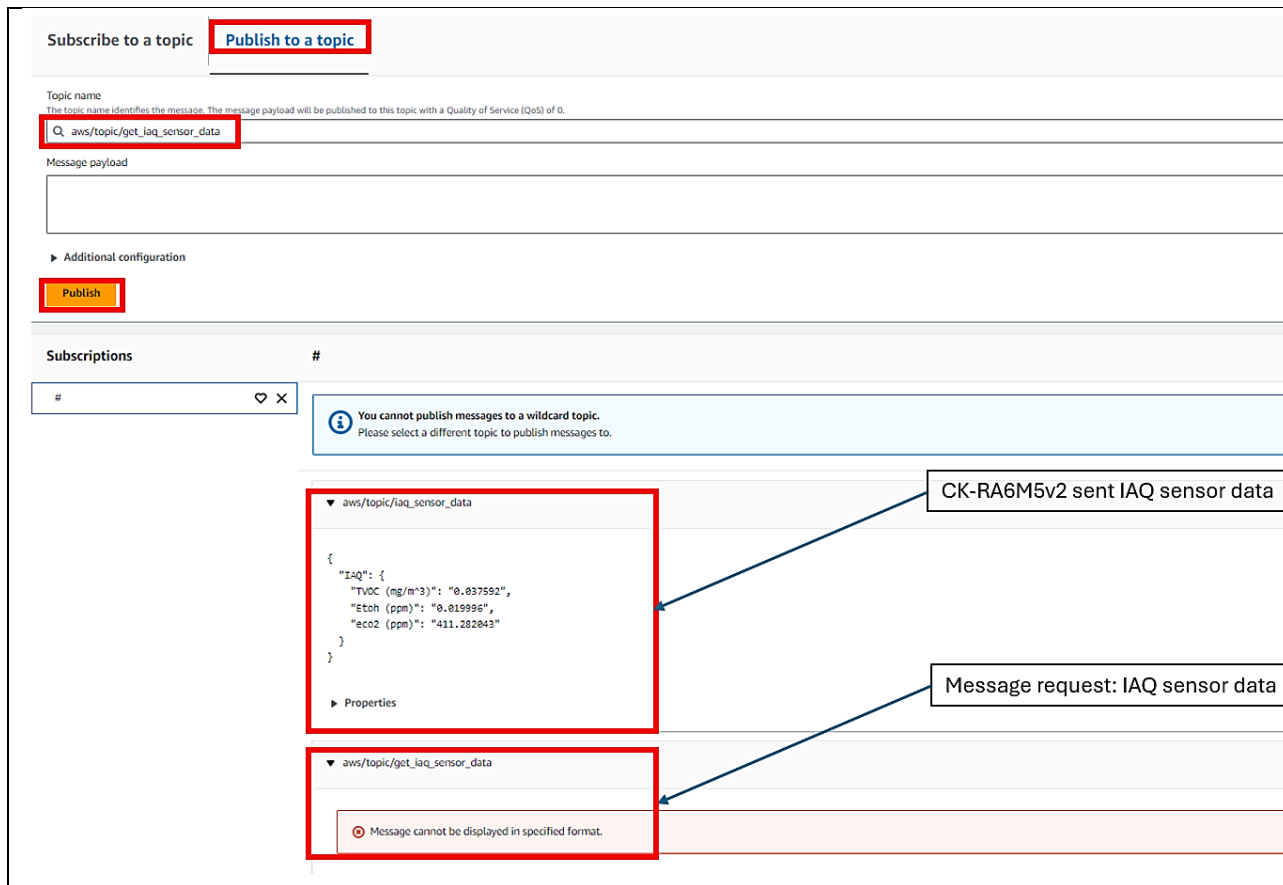 Subscribe to a topic
Publish to a topic
Topic name
The topic name identifies the message. The message payload will be published to this topic with a Quality of Service (QoS) of 0.
aws/topic/get_iaq_sensor_data
Message payload
Additional configuration
Publish
Subscriptions
#
#
You cannot publish messages to a wildcard topic.
Please select a different topic to publish messages to.
CK-RA6M5v2 sent IAQ sensor data
aws/topic/iaq_sensor_data
{
"IAQ": {
"TVOC (mg/m^3)": "0.037592",
"Etoh (ppm)": "0.019996",
"eco2 (ppm)": "411.282043"
}
}
Message request: IAQ sensor data
Properties
aws/topic/get_iaq_sensor_data
Message cannot be displayed in specified format.